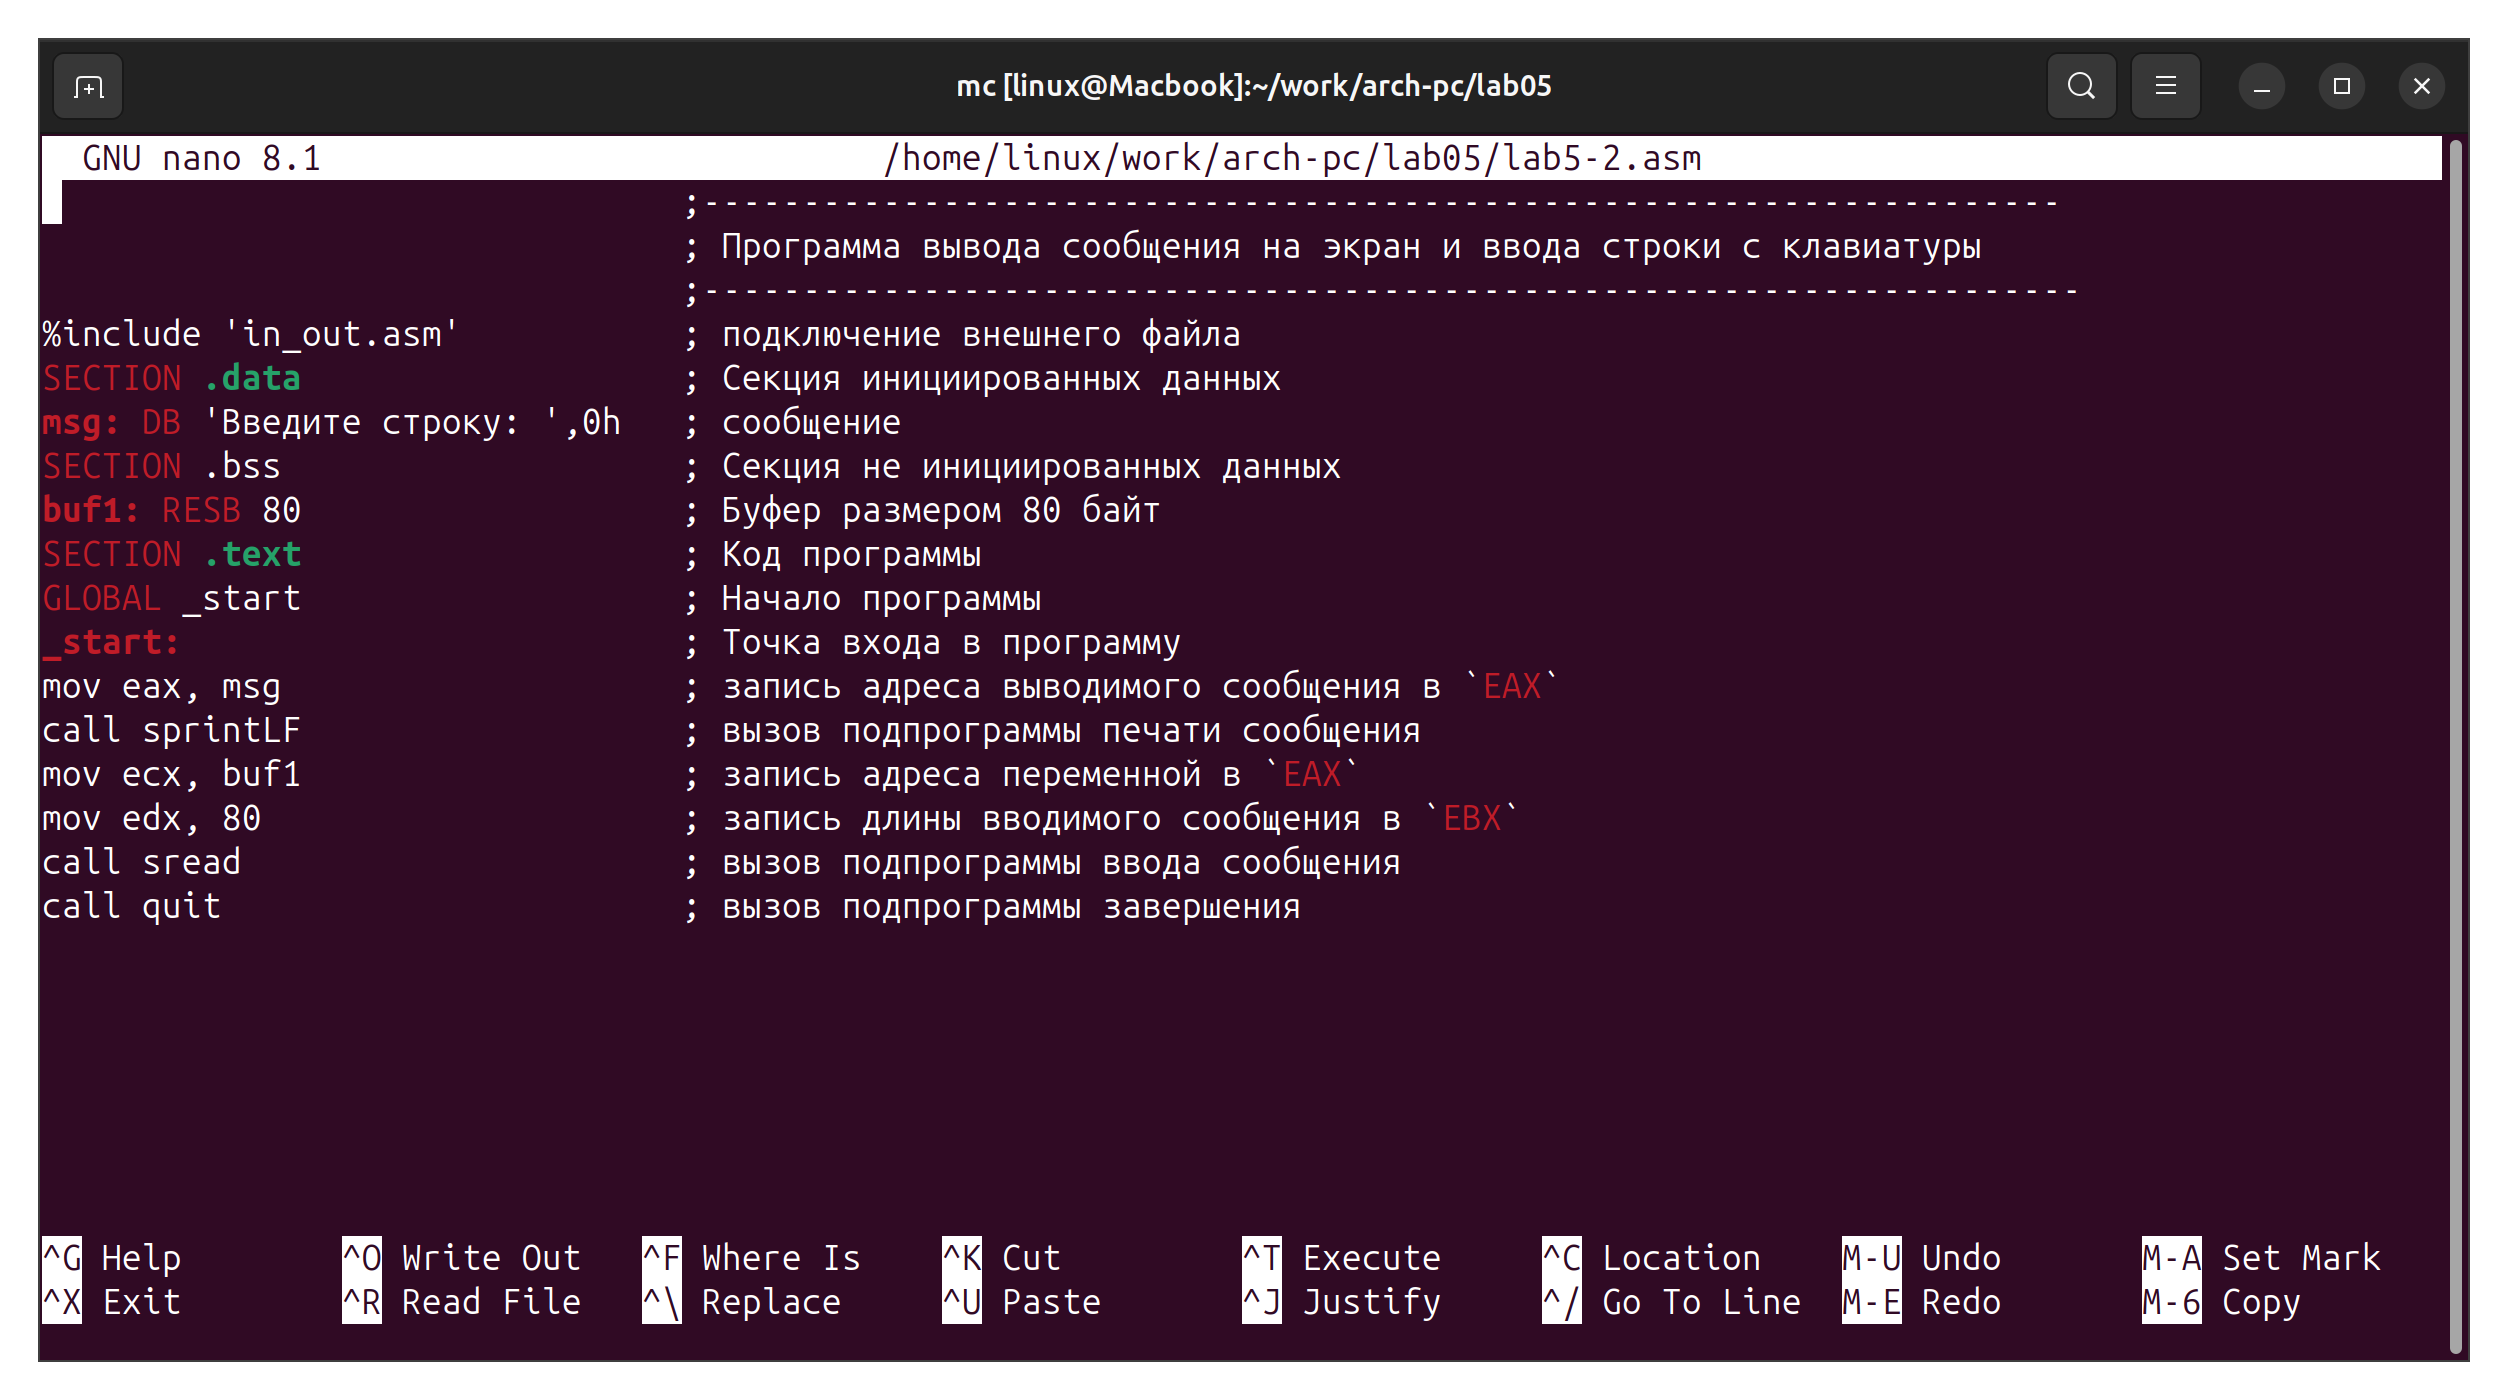 mc [linux@Macbook]:~/work/arch-pc/lab05
GNU nano 8.1 /home/linux/work/arch-pc/lab05/lab5-2.asm
;--------------------------------------------------------------------
; Программа вывода сообщения на экран и ввода строки с клавиатуры
;---------------------------------------------------------------------
%include 'in_out.asm' ; подключение внешнего файла
SECTION .data ; Секция инициированных данных
msg: DB 'Введите строку: ',0h ; сообщение
SECTION .bss ; Секция не инициированных данных
buf1: RESB 80 ; Буфер размером 80 байт
SECTION .text ; Код программы
GLOBAL _start ; Начало программы
_start: ; Точка входа в программу
mov eax, msg ; запись адреса выводимого сообщения в `EAX`
call sprintLF ; вызов подпрограммы печати сообщения
mov ecx, buf1 ; запись адреса переменной в `EAX`
mov edx, 80 ; запись длины вводимого сообщения в `EBX`
call sread ; вызов подпрограммы ввода сообщения
call quit ; вызов подпрограммы завершения
^G Help ^O Write Out ^F Where Is ^K Cut ^T Execute ^C Location M-U Undo M-A Set Mark
^X Exit ^R Read File ^\ Replace ^U Paste ^J Justify ^/ Go To Line M-E Redo M-6 Copy